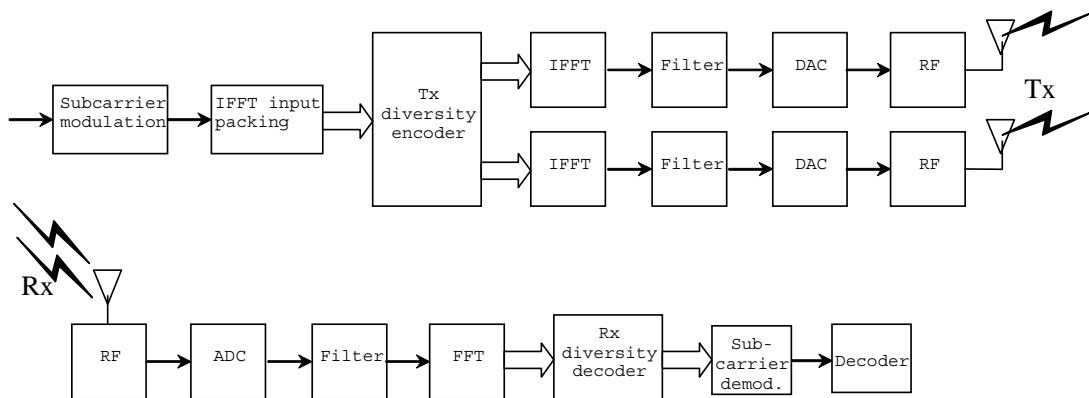 Subcarrier
modulation
IFFT input
packing
Tx
diversity
encoder
IFFT
Filter
DAC
RF
Tx
IFFT
Filter
DAC
RF
Rx
RF
ADC
Filter
FFT
Rx
diversity
decoder
Sub-
carrier
demod.
Decoder